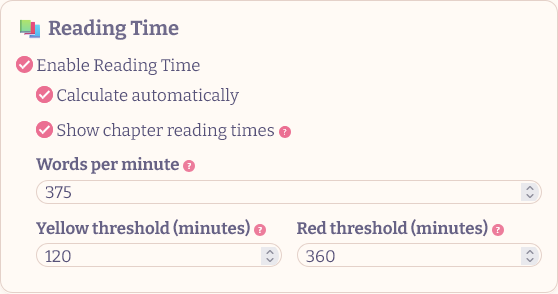 Reading Time
Enable Reading Time
Calculate automatically
Show chapter reading times ?
Words per minute ?
375
Yellow threshold (minutes) ? Red threshold (minutes) ?
120 360